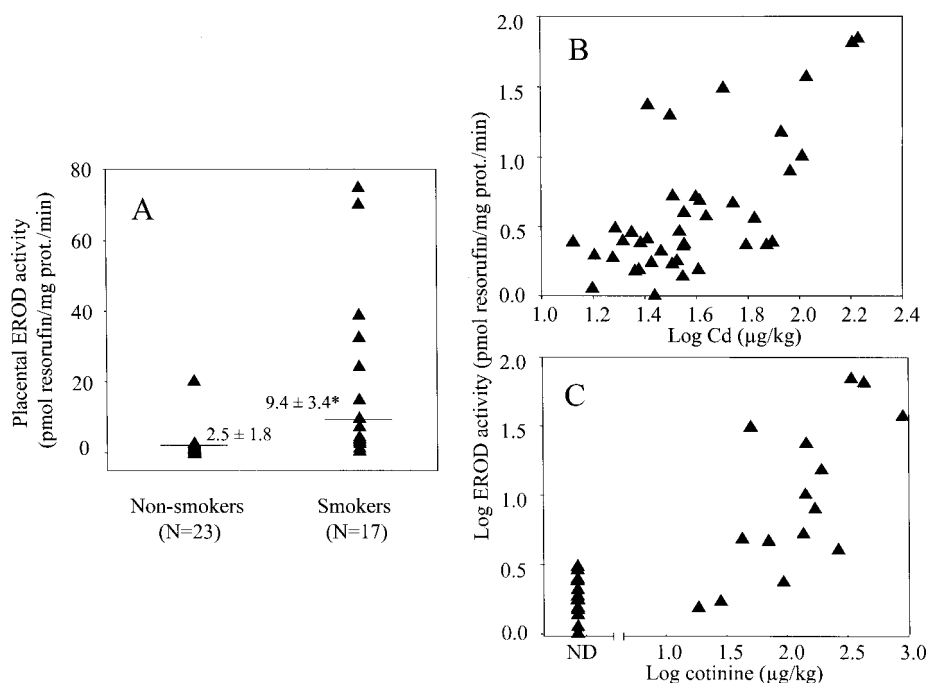 A
Placental EROD activity
(pmol resorufin/mg prot./min)
80
60
40
20
0
2.5 ± 1.8
9.4 ± 3.4*
Non-smokers
(N=23)
Smokers
(N=17)
B
Log EROD activity (pmol resorufin/mg prot./min)
2.0
1.5
1.0
0.5
0.0
1.0 1.2 1.4 1.6 1.8 2.0 2.2 2.4
Log Cd (µg/kg)
C
2.0
1.5
1.0
0.5
0.0
ND 1.0 1.5 2.0 2.5 3.0
Log cotinine (µg/kg)